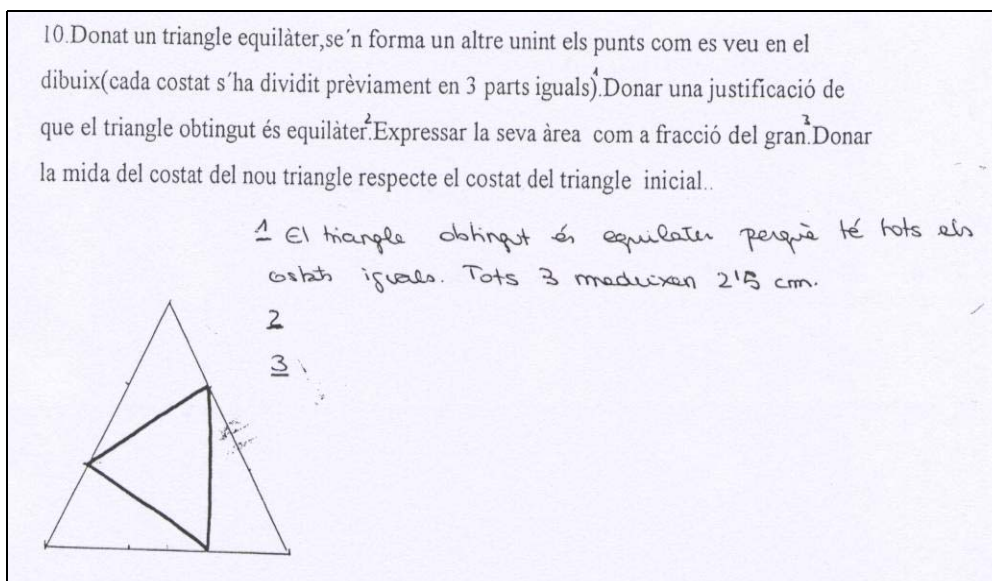 10.Donat un triangle equilàter,se´n forma un altre unint els punts com es veu en el
dibuix(cada costat s´ha dividit prèviament en 3 parts iguals)¹.Donar una justificació de
que el triangle obtingut és equilàter².Expressar la seva àrea com a fracció del gran³.Donar
la mida del costat del nou triangle respecte el costat del triangle inicial..
1 El triangle obtingut és equilater perquè té tots els
costats iguals. Tots 3 medeixen 2'5 cm.
2
3